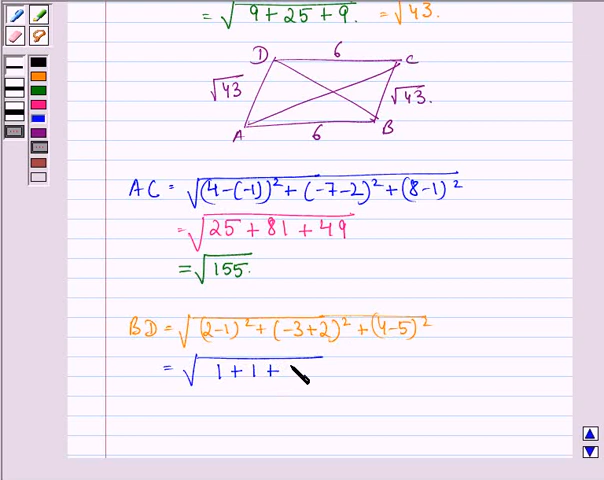 = √9 + 25 + 9. = √43.
D 6 C
√43 √43.
A 6 B
AC = √(4-(-1))² + (-7-2)² + (8-1)²
= √25 + 81 + 49
= √155.
BD = √(2-1)² + (-3+2)² + (4-5)²
= √1 + 1 +